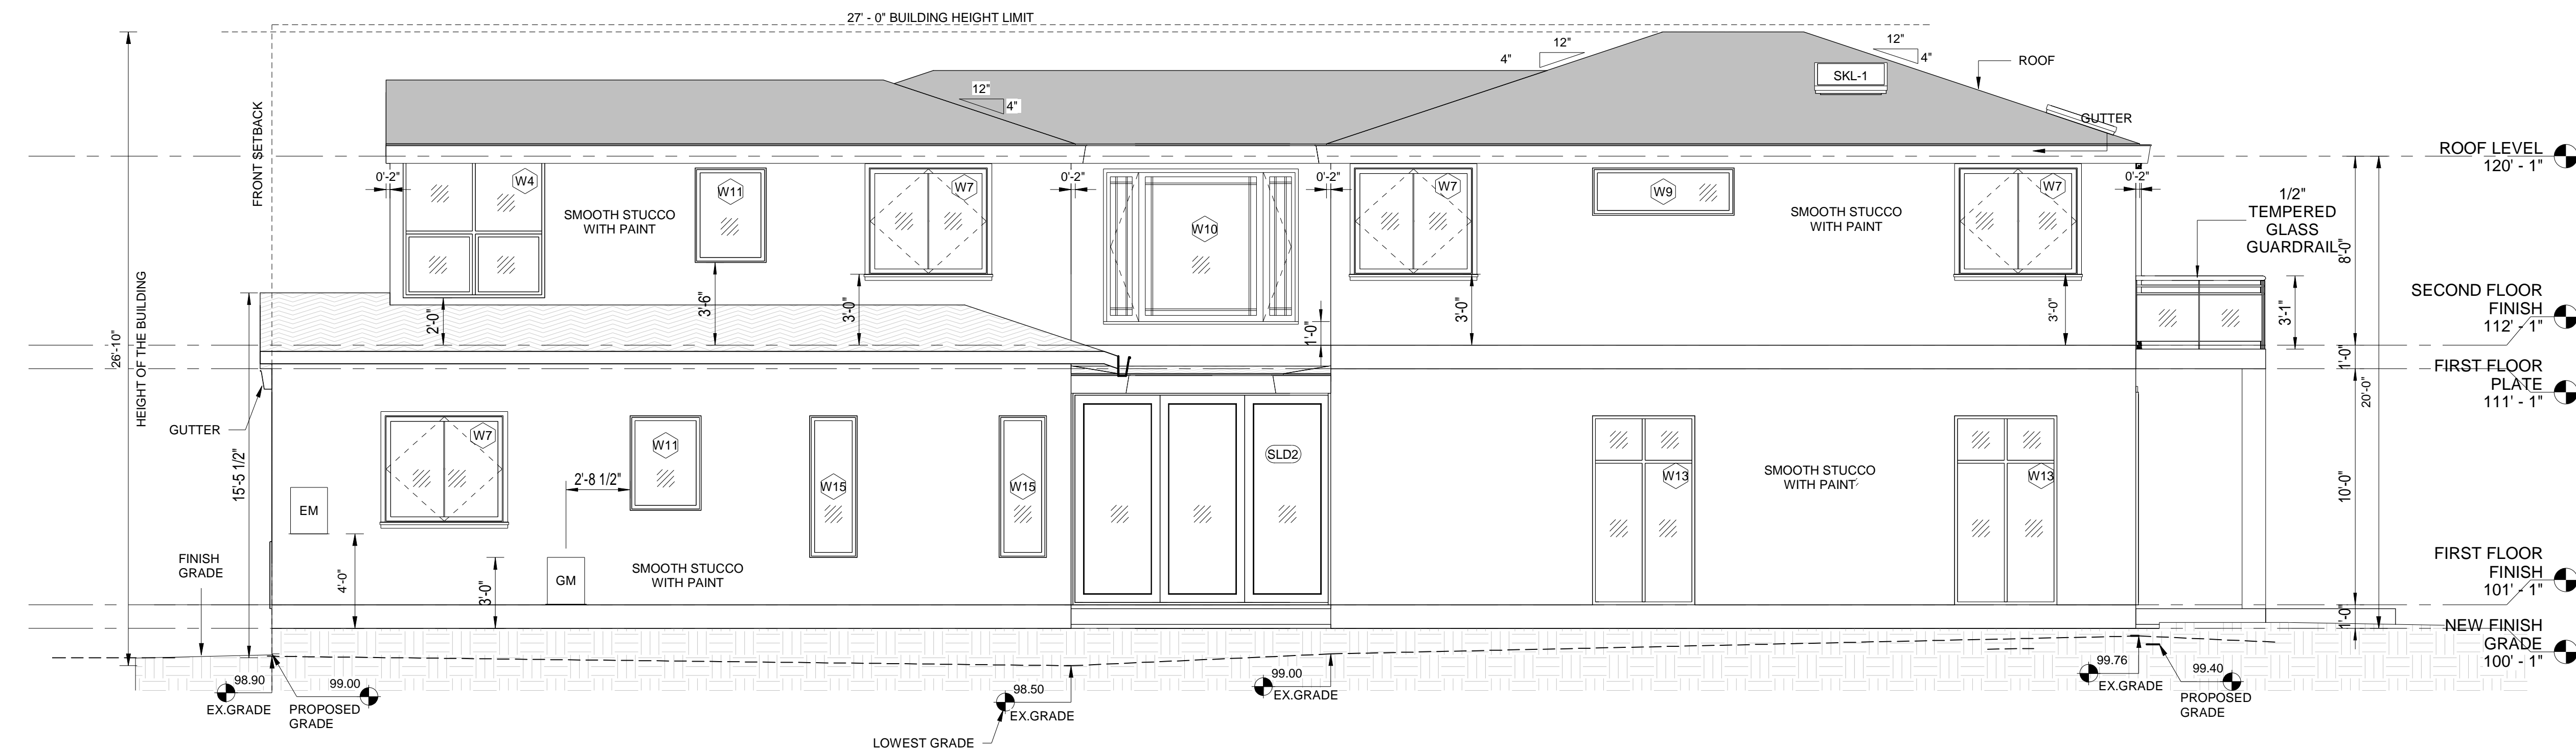 27' - 0" BUILDING HEIGHT LIMIT
12"
4"
12"
4"
ROOF
SKL-1
12"
4"
GUTTER
FRONT SETBACK
ROOF LEVEL
120' - 1"
0'-2"
W4
W11
SMOOTH STUCCO
WITH PAINT
W7
0'-2"
W10
0'-2"
W7
W9
SMOOTH STUCCO
WITH PAINT
W7
0'-2"
1/2"
TEMPERED
GLASS
GUARDRAIL
8'-0"
26'-10"
HEIGHT OF THE BUILDING
2'-0"
3'-6"
3'-0"
1'-0"
3'-0"
3'-0"
3'-1"
SECOND FLOOR
FINISH
112' - 1"
1'-0"
FIRST FLOOR
PLATE
111' - 1"
20'-0"
GUTTER
15'-5 1/2"
W7
W11
2'-8 1/2"
W15
W15
SLD2
W13
SMOOTH STUCCO
WITH PAINT
W13
10'-0"
EM
FINISH
GRADE
4'-0"
3'-0"
GM
SMOOTH STUCCO
WITH PAINT
FIRST FLOOR
FINISH
101' - 1"
1'-0"
NEW FINISH
GRADE
100' - 1"
98.90
EX.GRADE
99.00
PROPOSED
GRADE
98.50
EX.GRADE
LOWEST GRADE
99.00
EX.GRADE
99.76
EX.GRADE
99.40
PROPOSED
GRADE